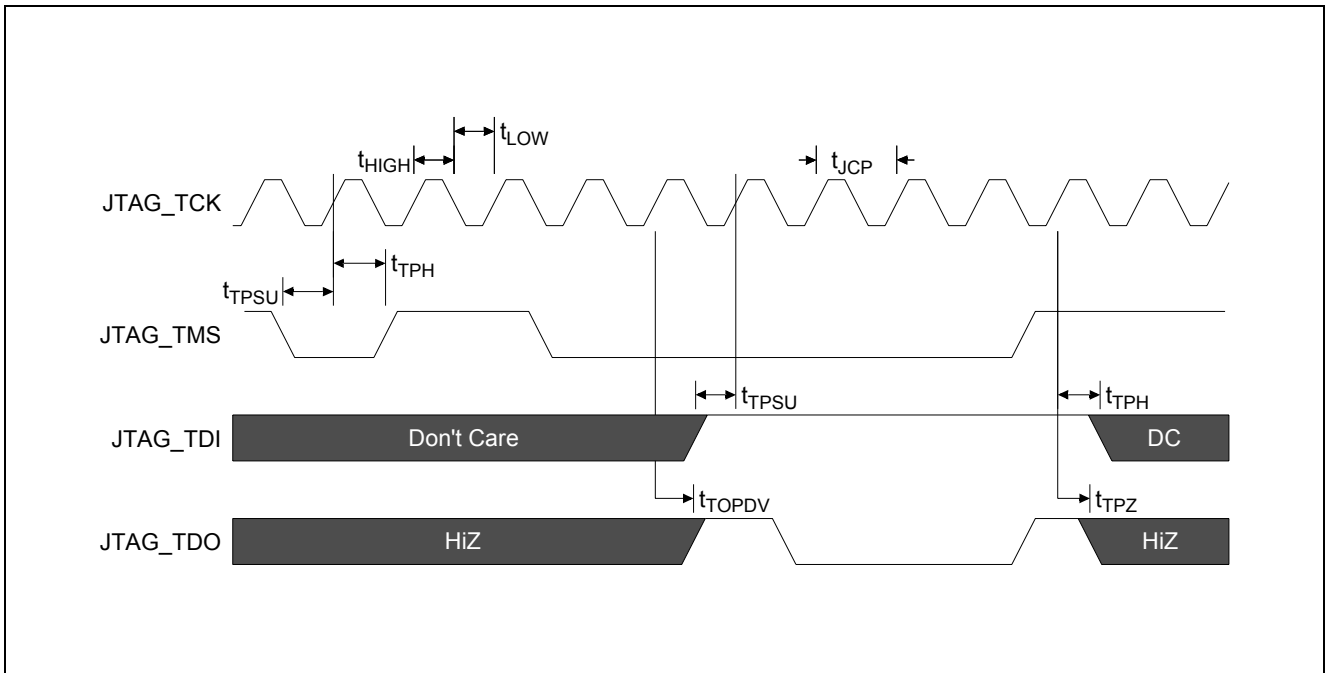 tLOW
tHIGH
tJCP
JTAG_TCK
tTPH
tTPSU
JTAG_TMS
tTPSU
tTPH
JTAG_TDI
Don't Care
DC
tTOPDV
tTPZ
JTAG_TDO
HiZ
HiZ